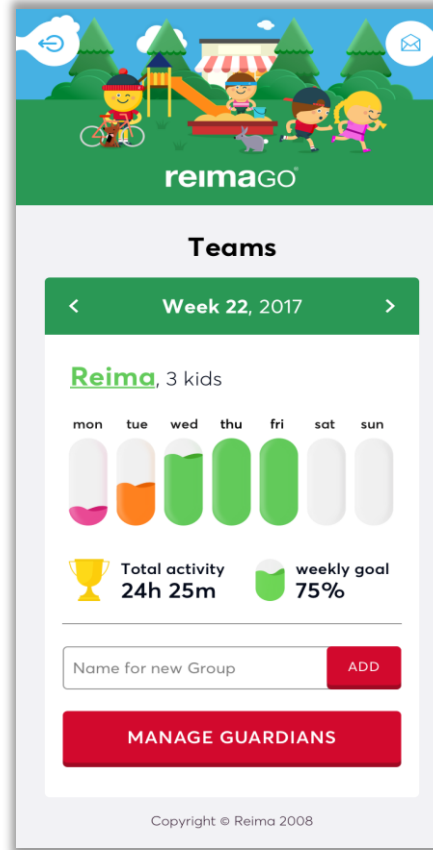 reimaGO
Teams
< Week 22, 2017 >
Reima, 3 kids
mon tue wed thu fri sat sun
Total activity
24h 25m
weekly goal
75%
Name for new Group
ADD
MANAGE GUARDIANS
Copyright © Reima 2008